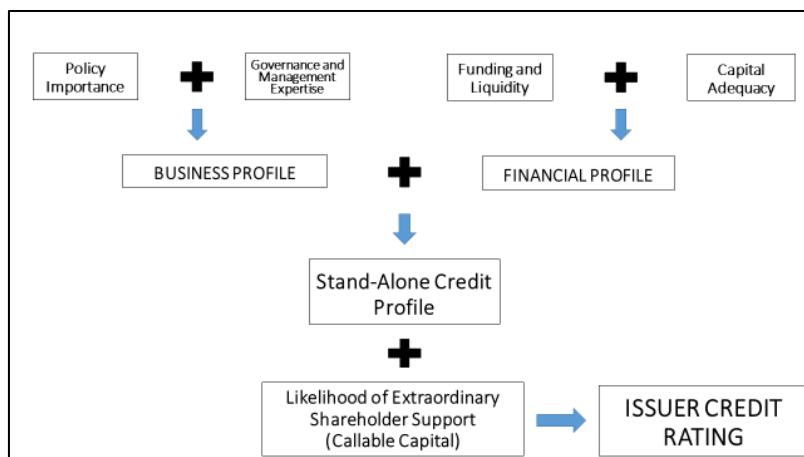 Policy
Importance
Governance and
Management
Expertise
Funding and
Liquidity
Capital
Adequacy
BUSINESS PROFILE
FINANCIAL PROFILE
Stand-Alone Credit
Profile
Likelihood of Extraordinary
Shareholder Support
(Callable Capital)
ISSUER CREDIT
RATING